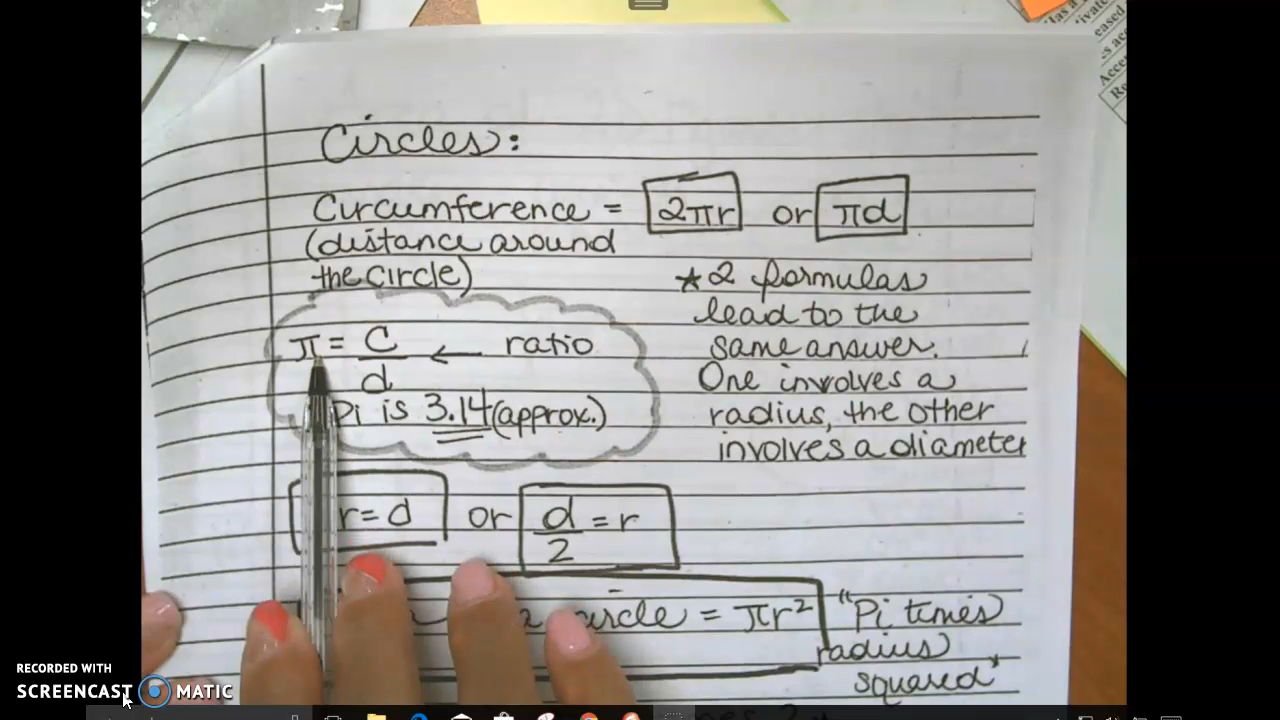 Circles:
Circumference = 2πr or πd
(distance around
the circle)
★2 formulas
lead to the
same answer.
One involves a
radius, the other
involves a diameter
π = C/d ← ratio
Pi is 3.14 (approx.)
r = d or d/2 = r
circle = πr² "Pi times
radius
squared"
RECORDED WITH
SCREENCAST MATIC